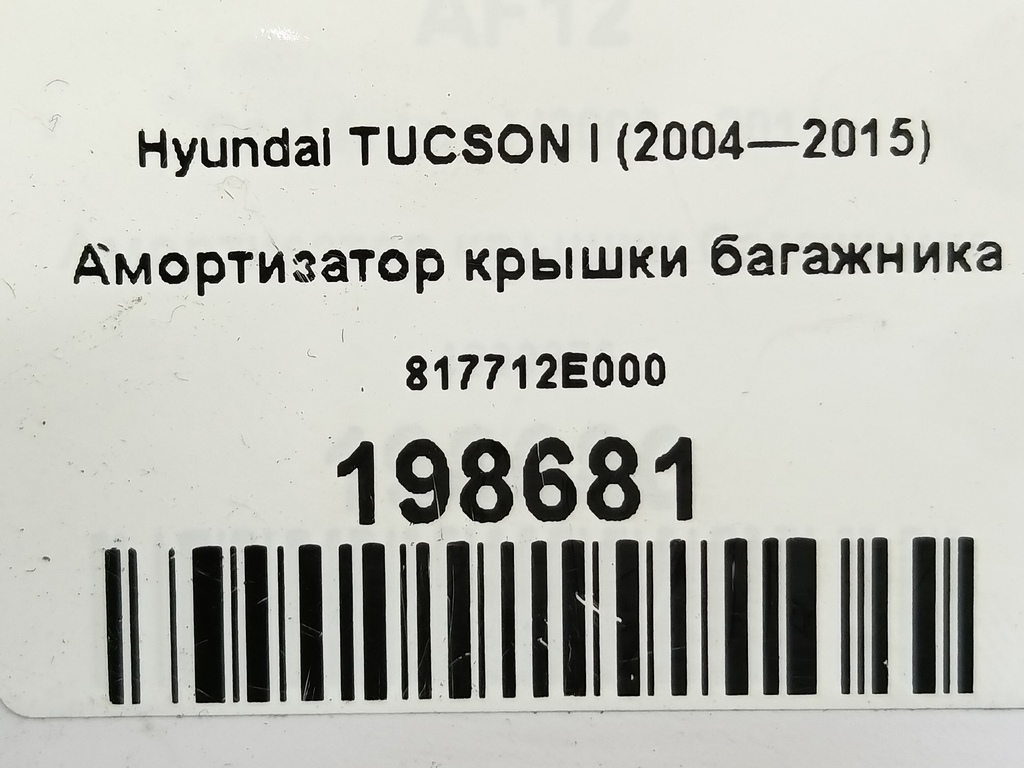 Hyundai TUCSON I (2004—2015)
Амортизатор крышки багажника
817712E000
198681